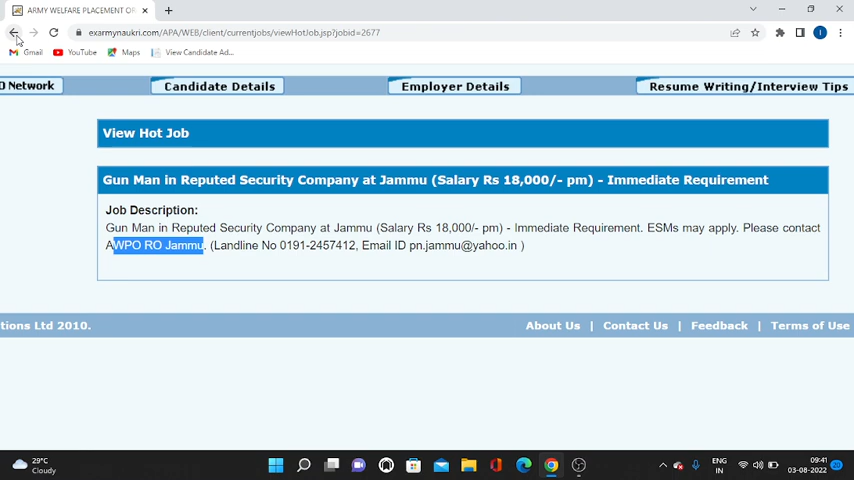 ARMY WELFARE PLACEMENT OR
exarmynaukri.com/APA/WEB/client/currentjobs/viewHotJob.jsp?jobid=2677
Gmail YouTube Maps View Candidate Ad...
O Network Candidate Details Employer Details Resume Writing/Interview Tips
View Hot Job
Gun Man in Reputed Security Company at Jammu (Salary Rs 18,000/- pm) - Immediate Requirement
Job Description:
Gun Man in Reputed Security Company at Jammu (Salary Rs 18,000/- pm) - Immediate Requirement. ESMs may apply. Please contact
AWPO RO Jammu. (Landline No 0191-2457412, Email ID pn.jammu@yahoo.in )
tions Ltd 2010. About Us | Contact Us | Feedback | Terms of Use
29°C
Cloudy
ENG
IN
09:41
03-08-2022
20